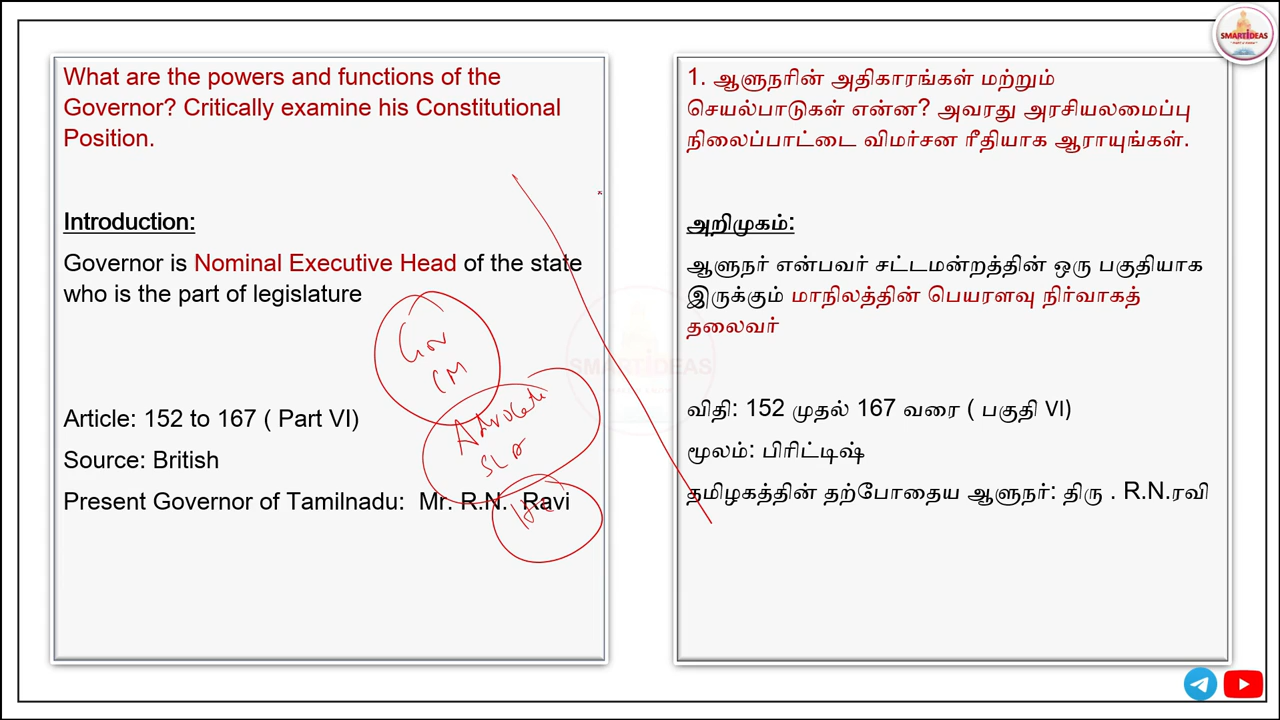 SMARTIDEAS
What are the powers and functions of the
Governor? Critically examine his Constitutional
Position.
Introduction:
Governor is Nominal Executive Head of the state
who is the part of legislature
Gov
CM
Advocate
Article: 152 to 167 ( Part VI)
Source: British
Present Governor of Tamilnadu: Mr. R.N. Ravi
1. ஆளுநரின் அதிகாரங்கள் மற்றும்
செயல்பாடுகள் என்ன? அவரது அரசியலமைப்பு
நிலைப்பாட்டை விமர்சன ரீதியாக ஆராயுங்கள்.
அறிமுகம்:
ஆளுநர் என்பவர் சட்டமன்றத்தின் ஒரு பகுதியாக
இருக்கும் மாநிலத்தின் பெயரளவு நிர்வாகத்
தலைவர்
விதி: 152 முதல் 167 வரை ( பகுதி VI)
மூலம்: பிரிட்டிஷ்
தமிழகத்தின் தற்போதைய ஆளுநர்: திரு . R.N.ரவி
SMARTIDEAS